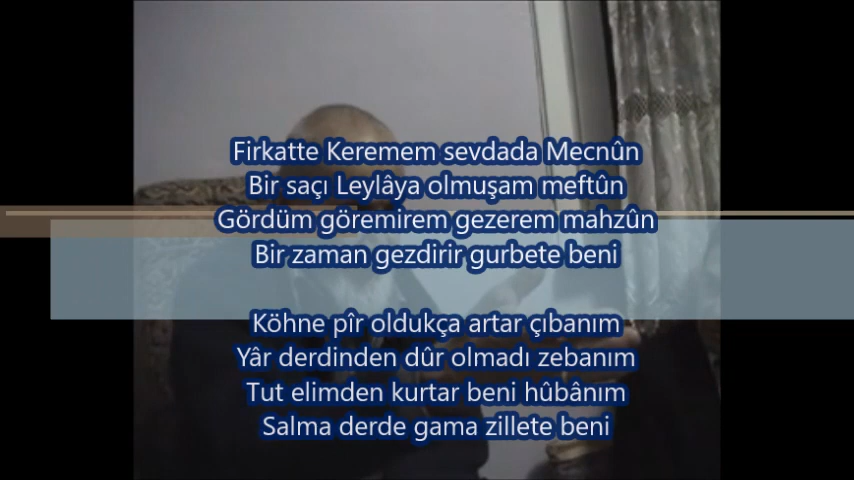 Firkatte Keremem sevdada Mecnûn
Bir saçı Leylâya olmuşam meftûn
Gördüm göremirem gezerem mahzûn
Bir zaman gezdirir gurbete beni
Köhne pîr oldukça artar çıbanım
Yâr derdinden dûr olmadı zebanım
Tut elimden kurtar beni hûbânım
Salma derde gama zillete beni